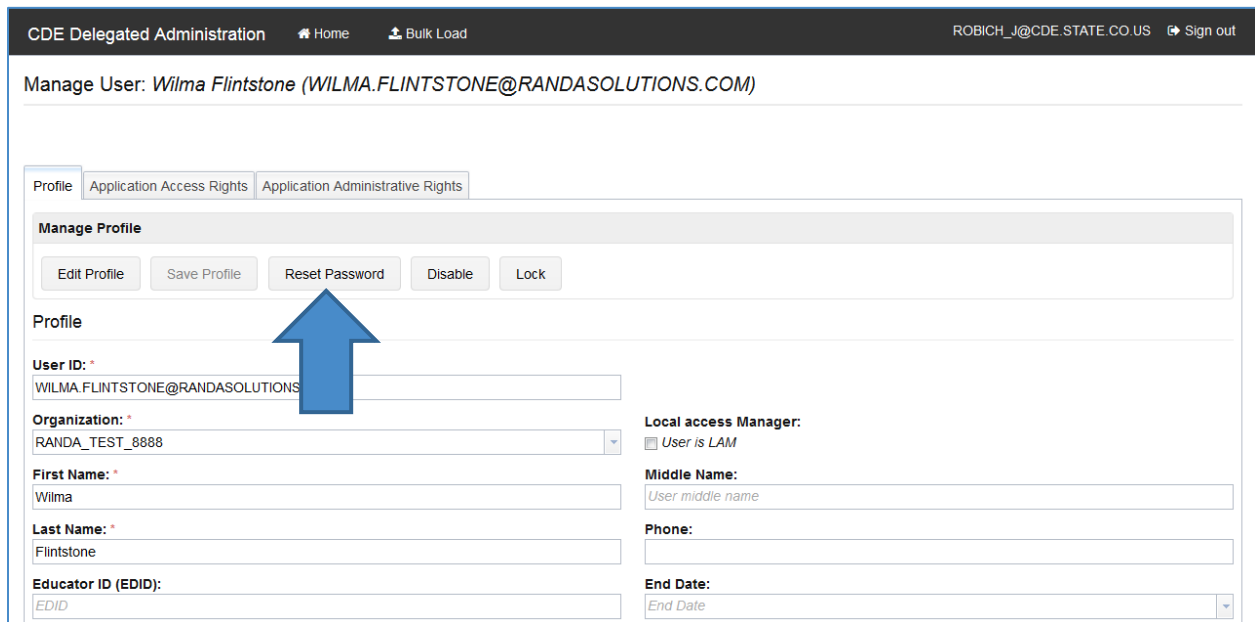 CDE Delegated Administration Home Bulk Load ROBICH_J@CDE.STATE.CO.US Sign out
Manage User: Wilma Flintstone (WILMA.FLINTSTONE@RANDASOLUTIONS.COM)
Profile Application Access Rights Application Administrative Rights
Manage Profile
Edit Profile Save Profile Reset Password Disable Lock
Profile
User ID: *
WILMA.FLINTSTONE@RANDASOLUTIONS
Organization: * Local access Manager:
RANDA_TEST_8888 User is LAM
First Name: * Middle Name:
Wilma User middle name
Last Name: * Phone:
Flintstone
Educator ID (EDID): End Date:
EDID End Date